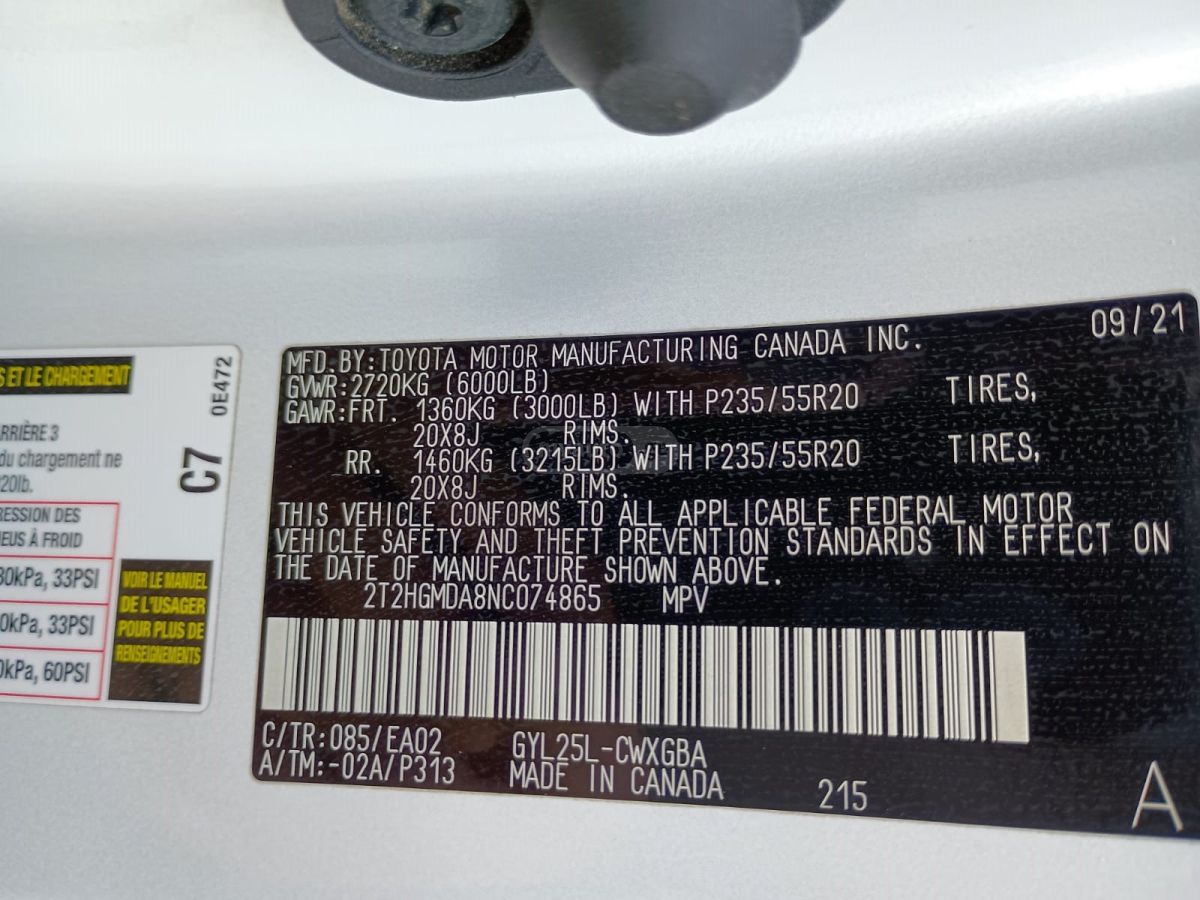 S ET LE CHARGEMENT
ARRIÈRE 3
du chargement ne
20lb.
RESSION DES
NEUS À FROID
30kPa, 33PSI
0kPa, 33PSI
0kPa, 60PSI
C7
0E472
VOIR LE MANUEL
DE L'USAGER
POUR PLUS DE
RENSEIGNEMENTS
MFD.BY:TOYOTA MOTOR MANUFACTURING CANADA INC. 09/21
GVWR:2720KG (6000LB)
GAWR:FRT. 1360KG (3000LB) WITH P235/55R20 TIRES,
20X8J RIMS
RR. 1460KG (3215LB) WITH P235/55R20 TIRES,
20X8J RIMS.
THIS VEHICLE CONFORMS TO ALL APPLICABLE FEDERAL MOTOR
VEHICLE SAFETY AND THEFT PREVENTION STANDARDS IN EFFECT ON
THE DATE OF MANUFACTURE SHOWN ABOVE.
2T2HGMDA8NC074865 MPV
C/TR:085/EA02 GYL25L-CWXGBA
A/TM:-02A/P313 MADE IN CANADA 215 A